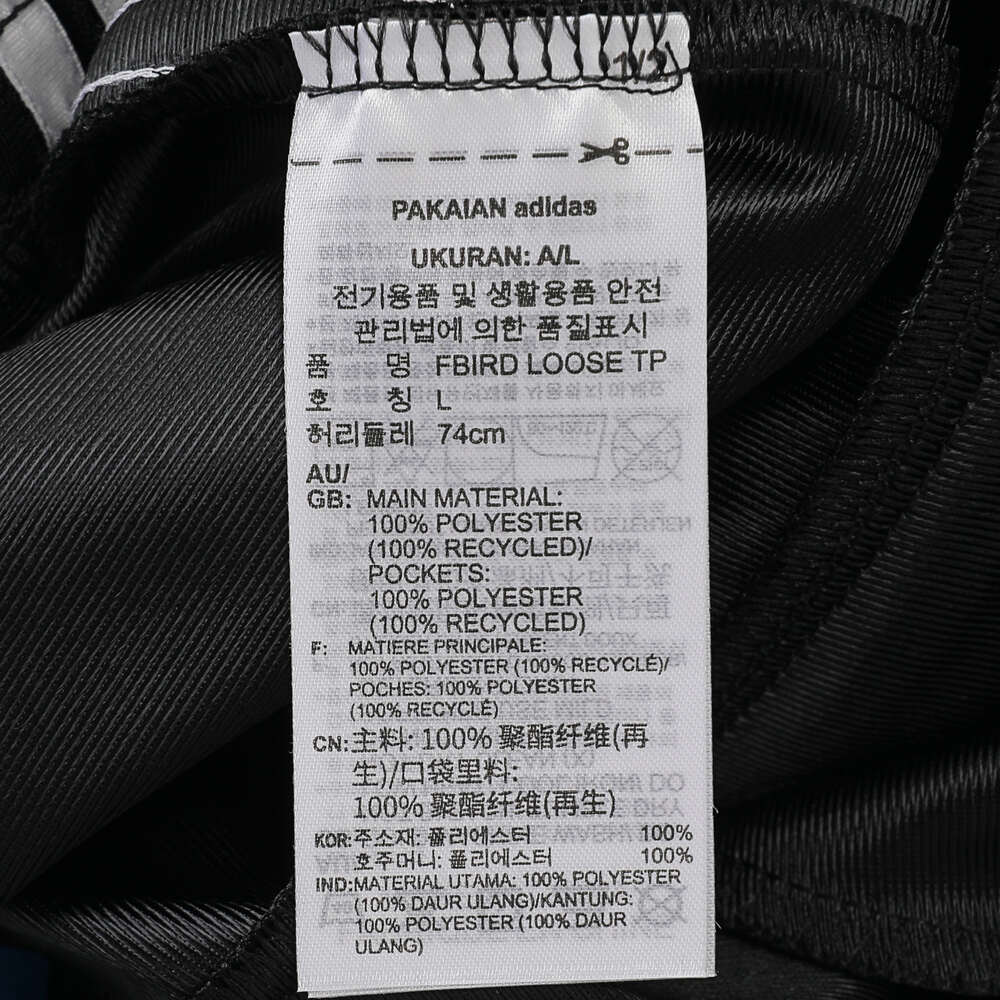 1/2
PAKAIAN adidas
UKURAN: A/L
전기용품 및 생활용품 안전
관리법에 의한 품질표시
품 명 FBIRD LOOSE TP
호 칭 L
허리둘레 74cm
AU/
GB: MAIN MATERIAL:
100% POLYESTER
(100% RECYCLED)/
POCKETS:
100% POLYESTER
(100% RECYCLED)
F: MATIERE PRINCIPALE:
100% POLYESTER (100% RECYCLÉ)/
POCHES: 100% POLYESTER
(100% RECYCLÉ)
CN: 主料: 100% 聚酯纤维(再
生)/口袋里料:
100% 聚酯纤维(再生)
KOR: 주소재: 폴리에스터 100%
호주머니: 폴리에스터 100%
IND: MATERIAL UTAMA: 100% POLYESTER
(100% DAUR ULANG)/KANTUNG:
100% POLYESTER (100% DAUR
ULANG)